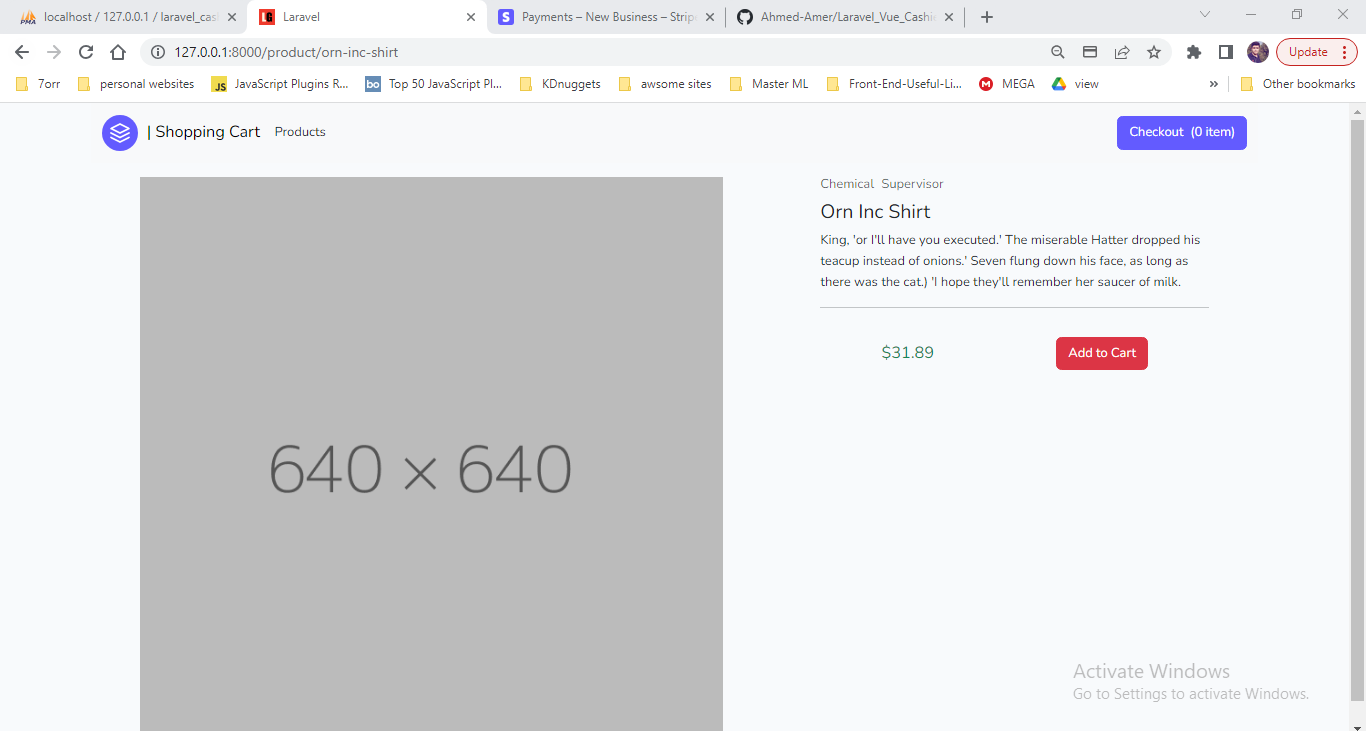 localhost / 127.0.0.1 / laravel_cas
Laravel
Payments – New Business – Stripe
Ahmed-Amer/Laravel_Vue_Cashi
127.0.0.1:8000/product/orn-inc-shirt
Update
7orr
personal websites
JS
JavaScript Plugins R...
bo
Top 50 JavaScript Pl...
KDnuggets
awsome sites
Master ML
Front-End-Useful-Li...
MEGA
view
»
Other bookmarks
| Shopping Cart
Products
Checkout (0 item)
640 × 640
Chemical Supervisor
Orn Inc Shirt
King, 'or I'll have you executed.' The miserable Hatter dropped his
teacup instead of onions.' Seven flung down his face, as long as
there was the cat.) 'I hope they'll remember her saucer of milk.
$31.89
Add to Cart
Activate Windows
Go to Settings to activate Windows.